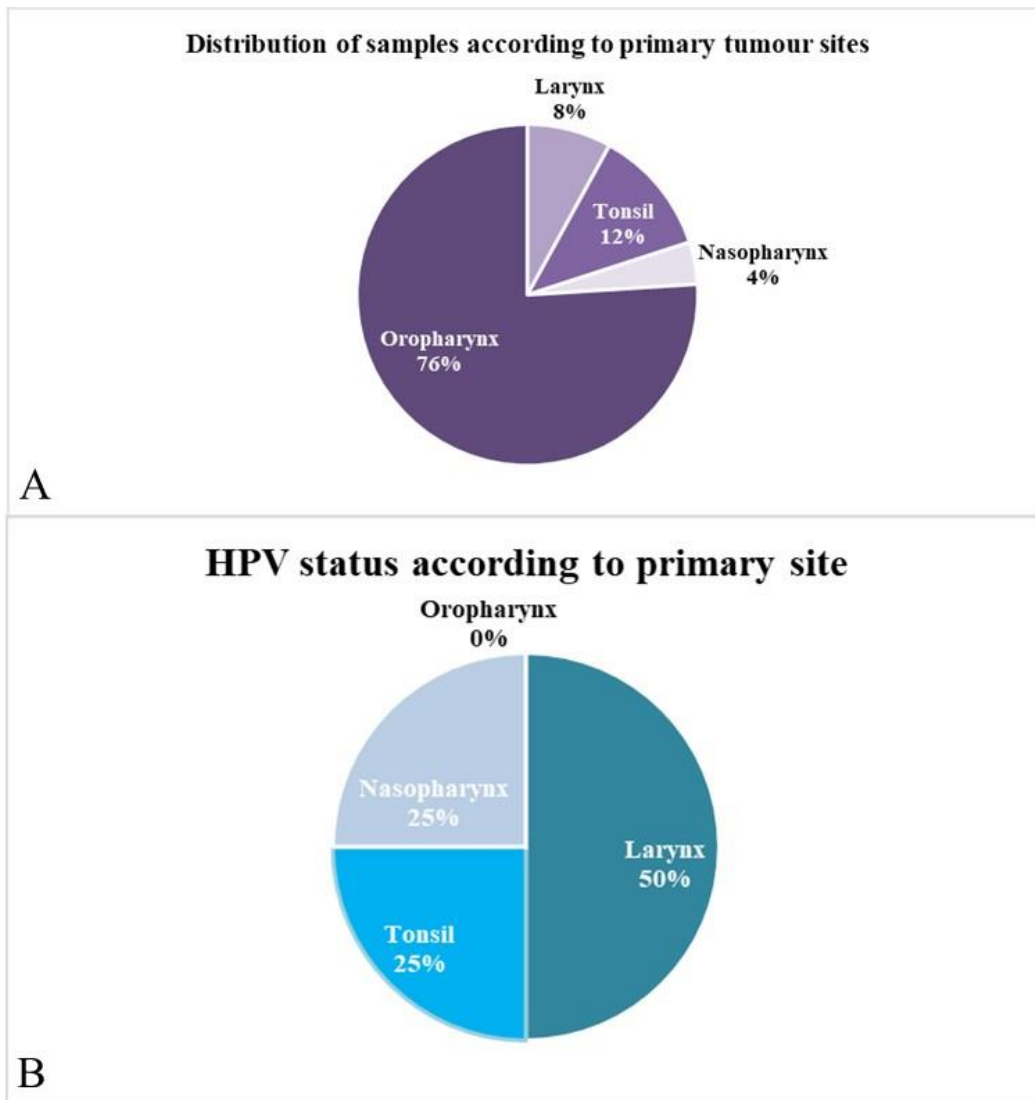 Distribution of samples according to primary tumour sites
Larynx
8%
Tonsil
12%
Nasopharynx
4%
Oropharynx
76%
A
HPV status according to primary site
Oropharynx
0%
Nasopharynx
25%
Larynx
50%
Tonsil
25%
B